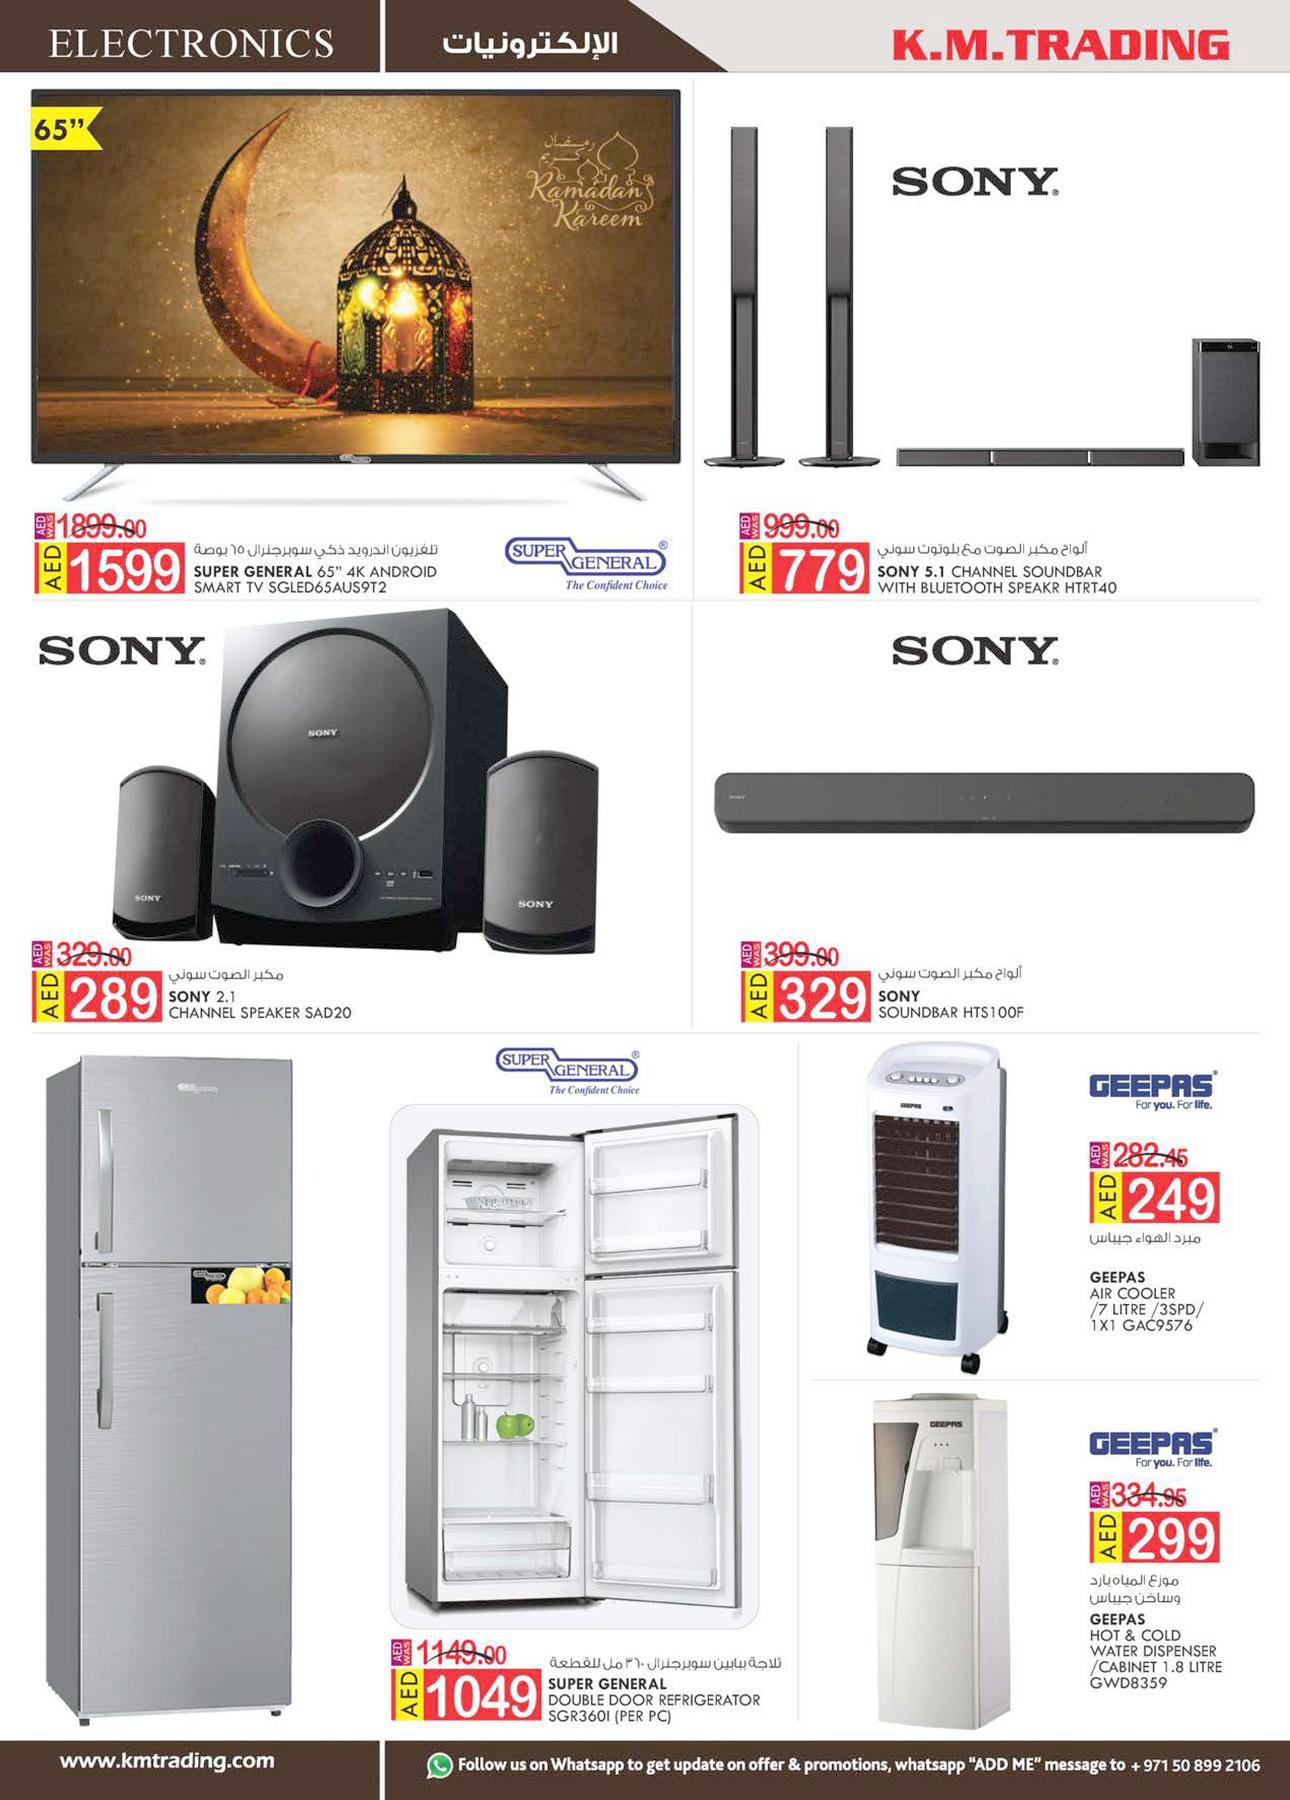 ELECTRONICS
الإلكترونيات
K.M.TRADING
65”
رمضان
كريم
Ramadan
Kareem
AED WAS 1899.00
AED 1599
تلفزيون اندرويد ذكي سوبرجنرال ٦٥ بوصة
SUPER GENERAL 65” 4K ANDROID
SMART TV SGLED65AUS9T2
SUPER GENERAL®
The Confident Choice
SONY®
AED WAS 999.00
AED 779
ألواح مكبر الصوت مع بلوتوث سوني
SONY 5.1 CHANNEL SOUNDBAR
WITH BLUETOOTH SPEAKR HTRT40
SONY®
SONY
SONY
SONY
AED WAS 329.00
AED 289
مكبر الصوت سوني
SONY 2.1
CHANNEL SPEAKER SAD20
SONY®
SONY
AED WAS 399.00
AED 329
ألواح مكبر الصوت سوني
SONY
SOUNDBAR HTS100F
SUPER GENERAL®
The Confident Choice
AED WAS 1149.00
AED 1049
ثلاجة ببابين سوبرجنرال ٣٦٠ مل للقطعة
SUPER GENERAL
DOUBLE DOOR REFRIGERATOR
SGR360I (PER PC)
GEEPAS
GEEPAS®
For you. For life.
AED WAS 282.45
AED 249
مبرد الهواء جيباس
GEEPAS
AIR COOLER
/7 LITRE /3SPD/
1X1 GAC9576
GEEPAS
GEEPAS®
For you. For life.
AED WAS 334.95
AED 299
موزع المياه بارد
وساخن جيباس
GEEPAS
HOT & COLD
WATER DISPENSER
/CABINET 1.8 LITRE
GWD8359
www.kmtrading.com
Follow us on Whatsapp to get update on offer & promotions, whatsapp “ADD ME” message to + 971 50 899 2106